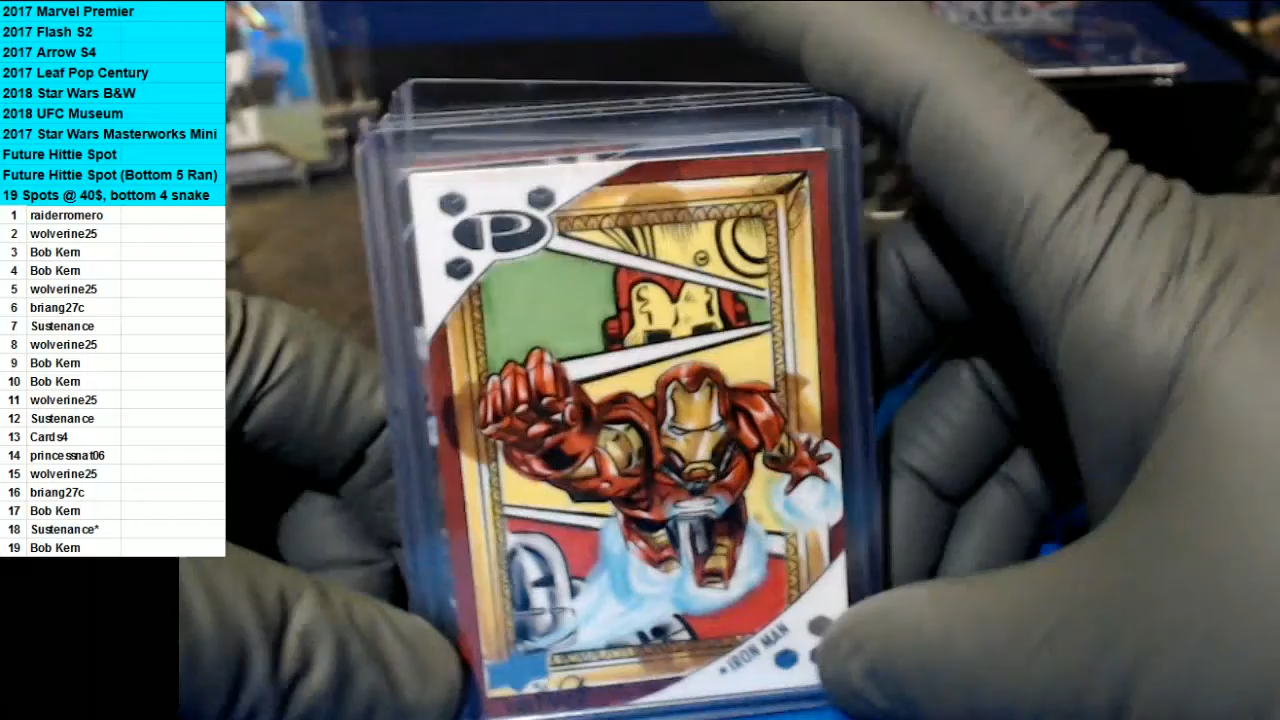 2017 Marvel Premier
2017 Flash S2
2017 Arrow S4
2017 Leaf Pop Century
2018 Star Wars B&W
2018 UFC Museum
2017 Star Wars Masterworks Mini
Future Hittie Spot
Future Hittie Spot (Bottom 5 Ran)
19 Spots @ 40$, bottom 4 snake
1 raiderromero
2 wolverine25
3 Bob Kem
4 Bob Kem
5 wolverine25
6 briang27c
7 Sustenance
8 wolverine25
9 Bob Kem
10 Bob Kem
11 wolverine25
12 Sustenance
13 Cards4
14 princessnat06
15 wolverine25
16 briang27c
17 Bob Kem
18 Sustenance*
19 Bob Kem
P
IRON MAN